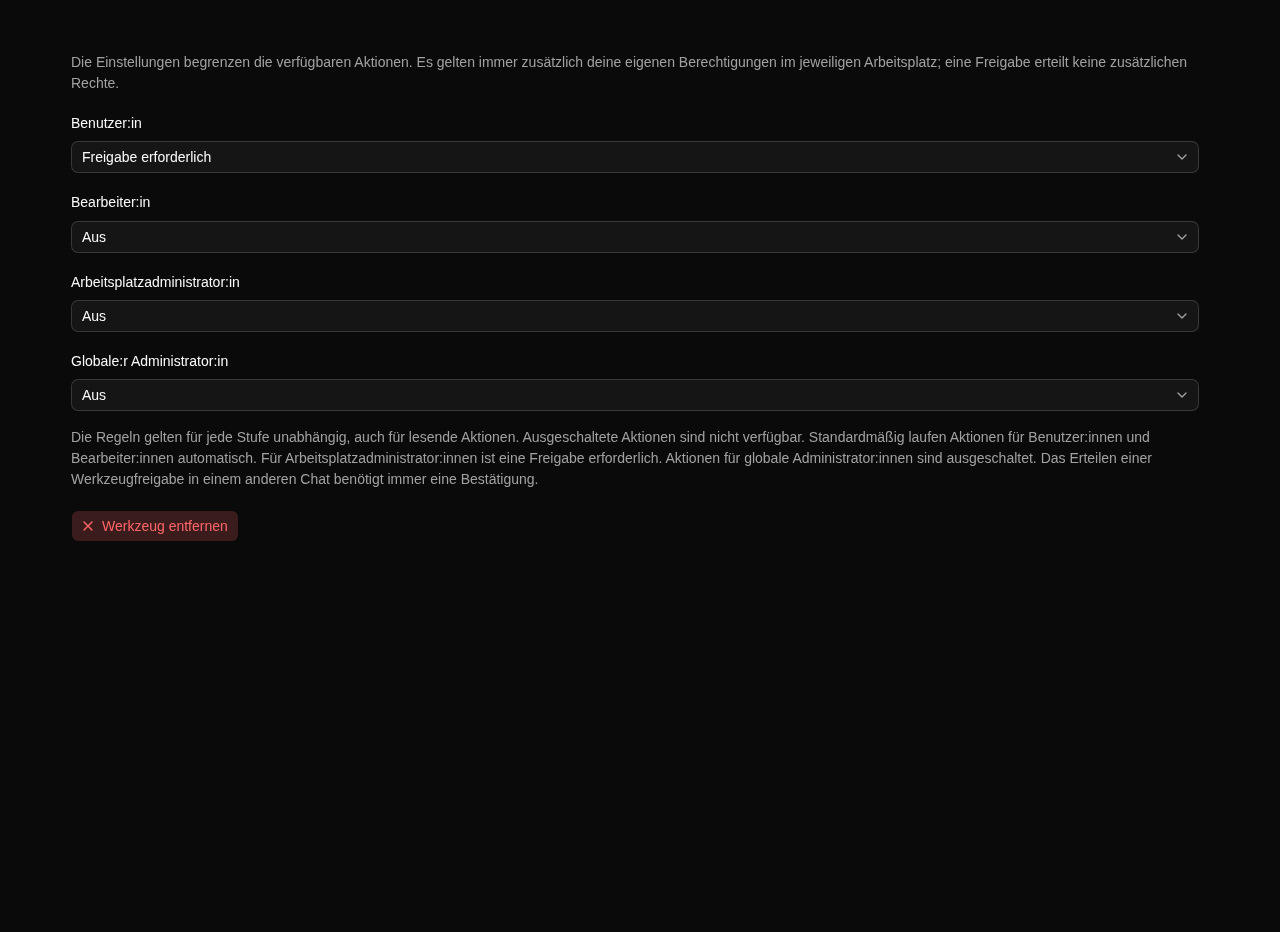 Die Einstellungen begrenzen die verfügbaren Aktionen. Es gelten immer zusätzlich deine eigenen Berechtigungen im jeweiligen Arbeitsplatz; eine Freigabe erteilt keine zusätzlichen
Rechte.
Benutzer:in
Freigabe erforderlich
Bearbeiter:in
Aus
Arbeitsplatzadministrator:in
Aus
Globale:r Administrator:in
Aus
Die Regeln gelten für jede Stufe unabhängig, auch für lesende Aktionen. Ausgeschaltete Aktionen sind nicht verfügbar. Standardmäßig laufen Aktionen für Benutzer:innen und
Bearbeiter:innen automatisch. Für Arbeitsplatzadministrator:innen ist eine Freigabe erforderlich. Aktionen für globale Administrator:innen sind ausgeschaltet. Das Erteilen einer
Werkzeugfreigabe in einem anderen Chat benötigt immer eine Bestätigung.
Werkzeug entfernen